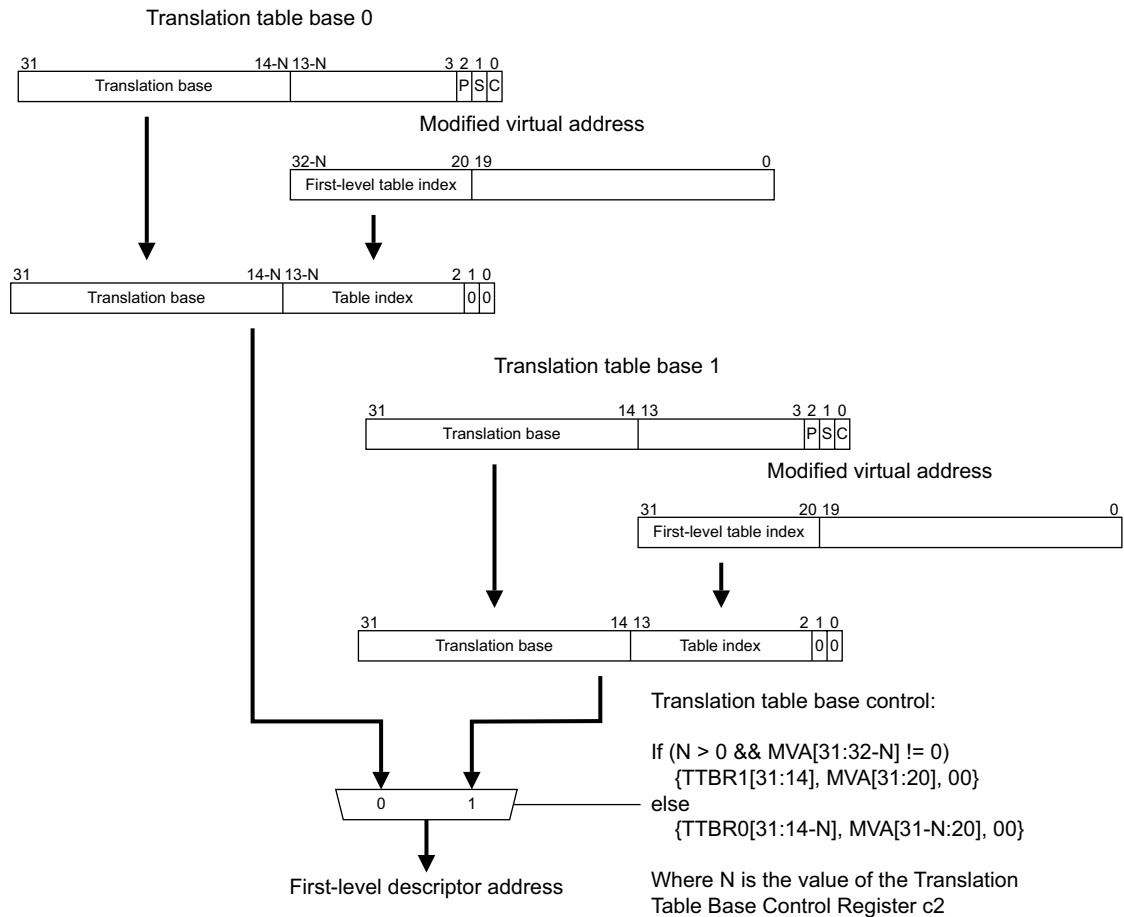 Translation table base 0
31 14-N 13-N 3 2 1 0
Translation base P S C
Modified virtual address
32-N 20 19 0
First-level table index
31 14-N 13-N 2 1 0
Translation base Table index 0 0
Translation table base 1
31 14 13 3 2 1 0
Translation base P S C
Modified virtual address
31 20 19 0
First-level table index
31 14 13 2 1 0
Translation base Table index 0 0
Translation table base control:
If (N > 0 && MVA[31:32-N] != 0)
{TTBR1[31:14], MVA[31:20], 00}
0 1
else
{TTBR0[31:14-N], MVA[31-N:20], 00}
First-level descriptor address
Where N is the value of the Translation
Table Base Control Register c2